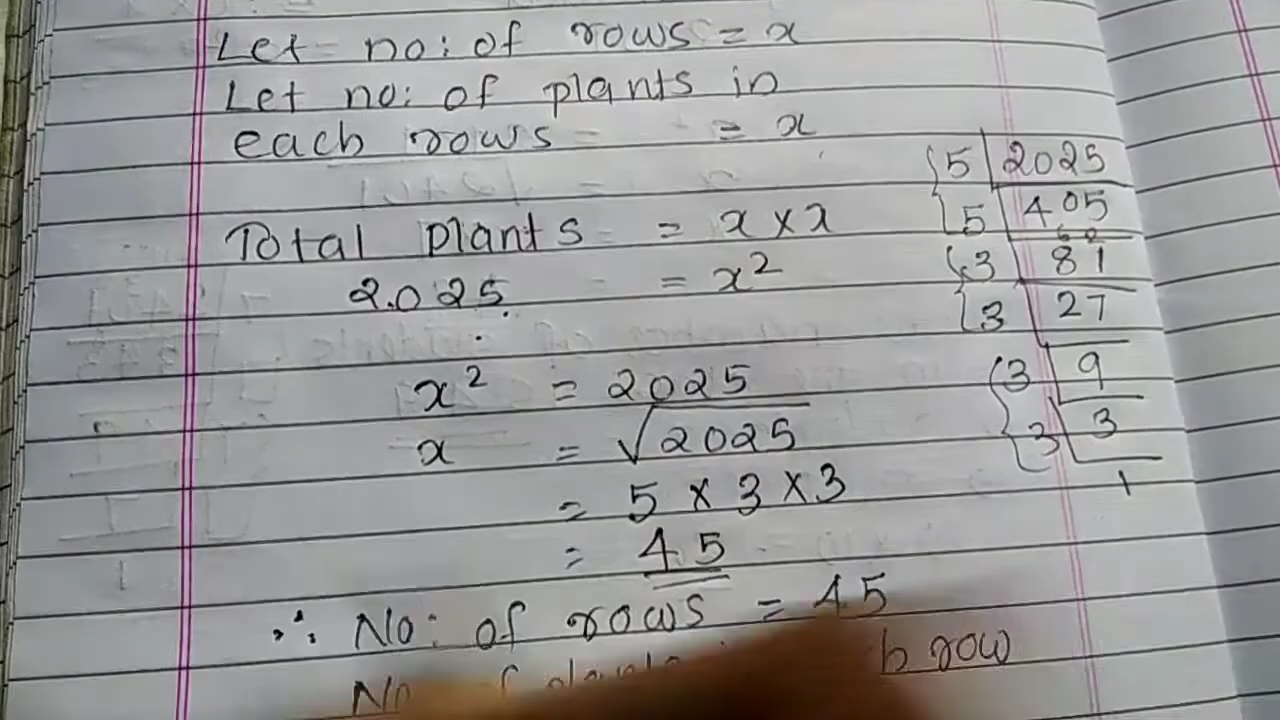 Let no: of rows = x
Let no: of plants in
each rows = x
Total plants = x × x
2025 = x²
x² = 2025
x = √2025
= 5 × 3 × 3
= 45
∴ No: of rows = 45
row
5 | 2025
5 | 405
3 | 81
3 | 27
3 | 9
3 | 3
1